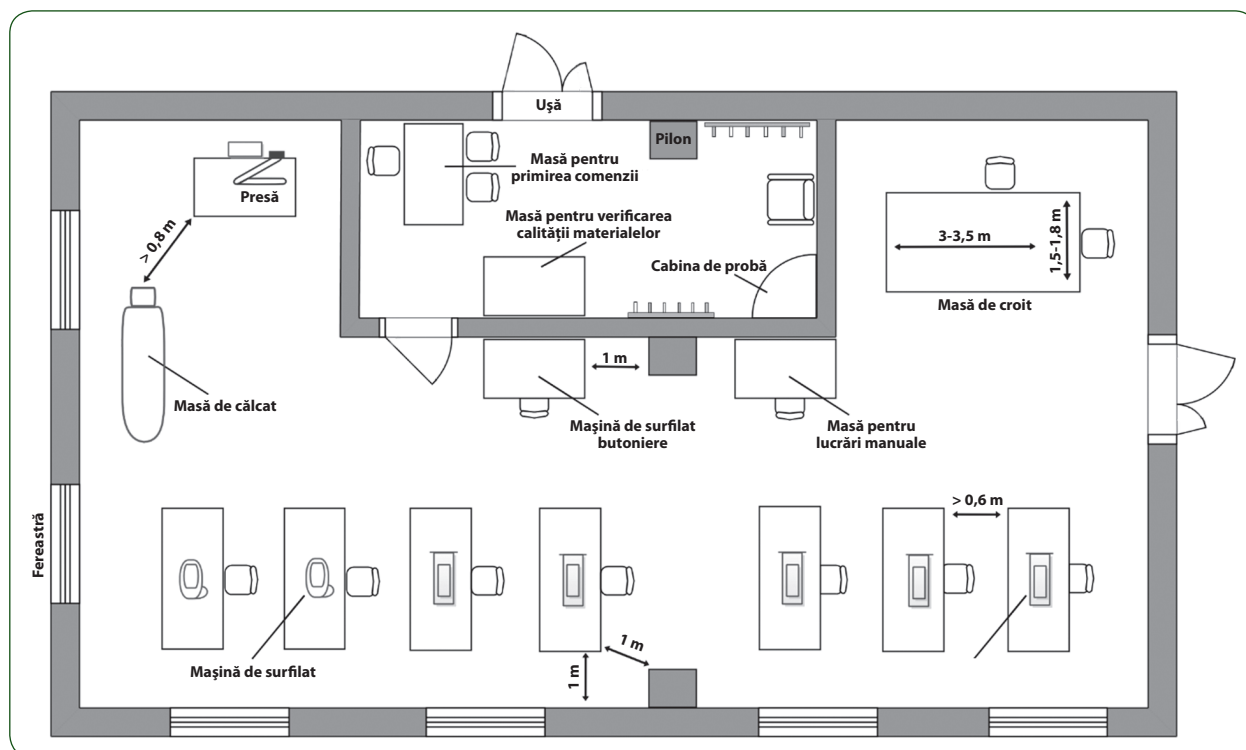 Uşă
Pilon
Masă pentru
primirea comenzii
Presă
Masă pentru verificarea
calităţii materialelor
> 0,8 m
3-3,5 m
1,5-1,8 m
Cabina de probă
Masă de croit
1 m
Masă de călcat
Maşină de surfilat
butoniere
Masă pentru
lucrări manuale
> 0,6 m
Fereastră
Maşină de surfilat
1 m
1 m